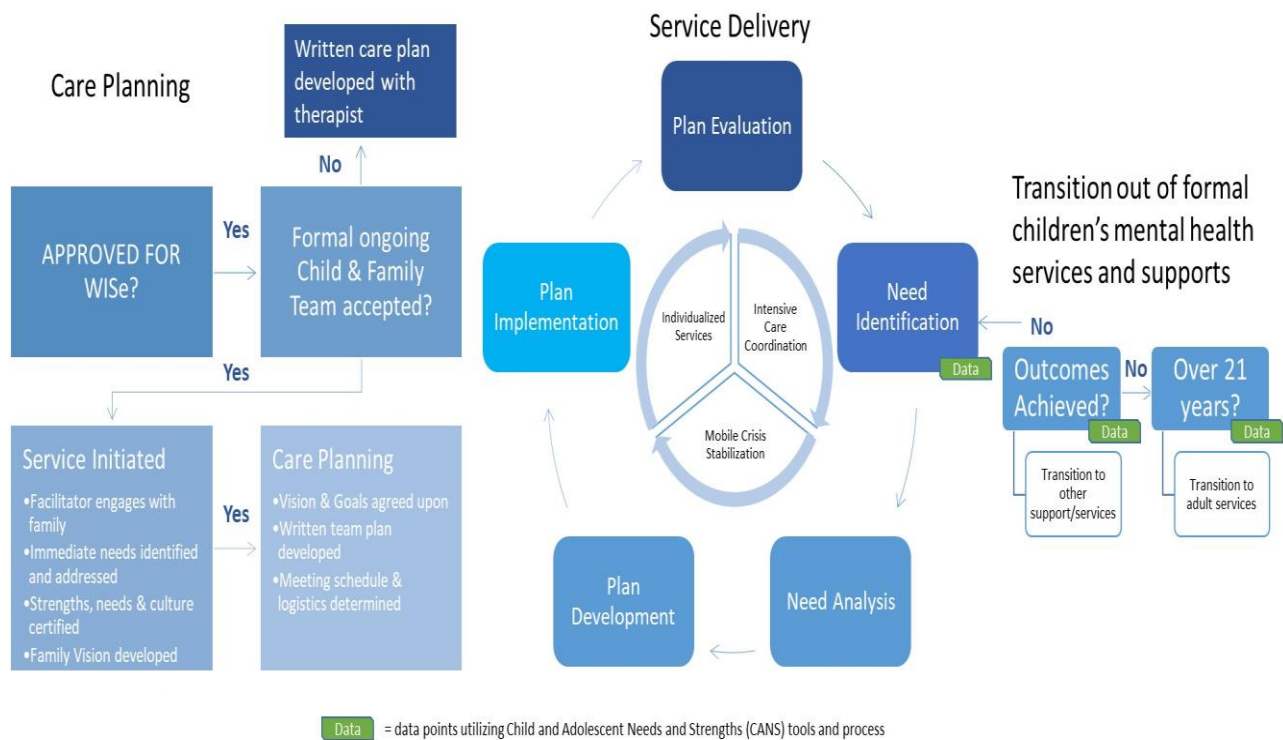 Care Planning
Written care plan
developed with
therapist
No
APPROVED FOR
WISe?
Yes
Formal ongoing
Child & Family
Team accepted?
Yes
Service Initiated
•Facilitator engages with
family
•Immediate needs identified
and addressed
•Strengths, needs & culture
certified
•Family Vision developed
Yes
Care Planning
•Vision & Goals agreed upon
•Written team plan
developed
•Meeting schedule &
logistics determined
Service Delivery
Plan Evaluation
Need
Identification
Data
Need Analysis
Plan
Development
Plan
Implementation
Individualized
Services
Intensive
Care
Coordination
Mobile Crisis
Stabilization
Transition out of formal
children's mental health
services and supports
No
Outcomes
Achieved?
Data
Transition to
other
support/services
No
Over 21
years?
Data
Transition to
adult services
Data = data points utilizing Child and Adolescent Needs and Strengths (CANS) tools and process